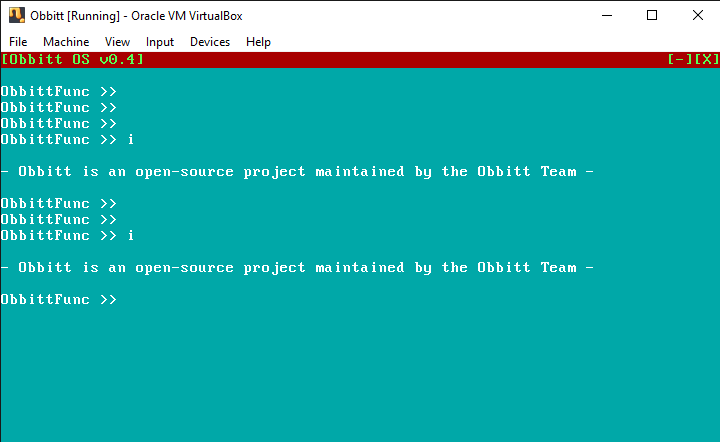 Obbitt [Running] - Oracle VM VirtualBox
File Machine View Input Devices Help
[Obbitt OS v0.4] [-][X]
ObbittFunc >>
ObbittFunc >>
ObbittFunc >>
ObbittFunc >> i
- Obbitt is an open-source project maintained by the Obbitt Team -
ObbittFunc >>
ObbittFunc >>
ObbittFunc >> i
- Obbitt is an open-source project maintained by the Obbitt Team -
ObbittFunc >>